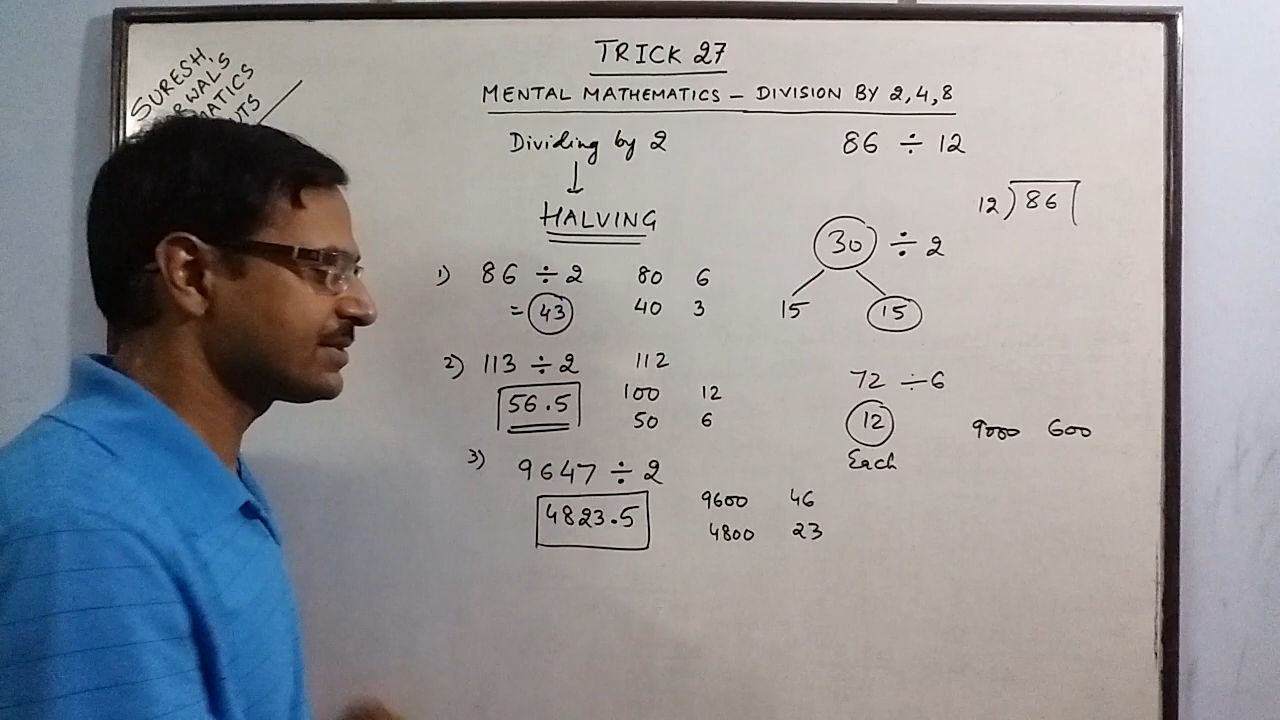 SURESH.
TRICK 27
MENTAL MATHEMATICS – DIVISION BY 2, 4, 8
Dividing by 2
↓
HALVING
1) 86 ÷ 2 80 6
= 43 40 3
2) 113 ÷ 2 112
56.5 100 12
50 6
3) 9647 ÷ 2
4823.5 9600 46
4800 23
86 ÷ 12
12)86
30 ÷ 2
15 15
72 ÷ 6
12 9000 600
Each